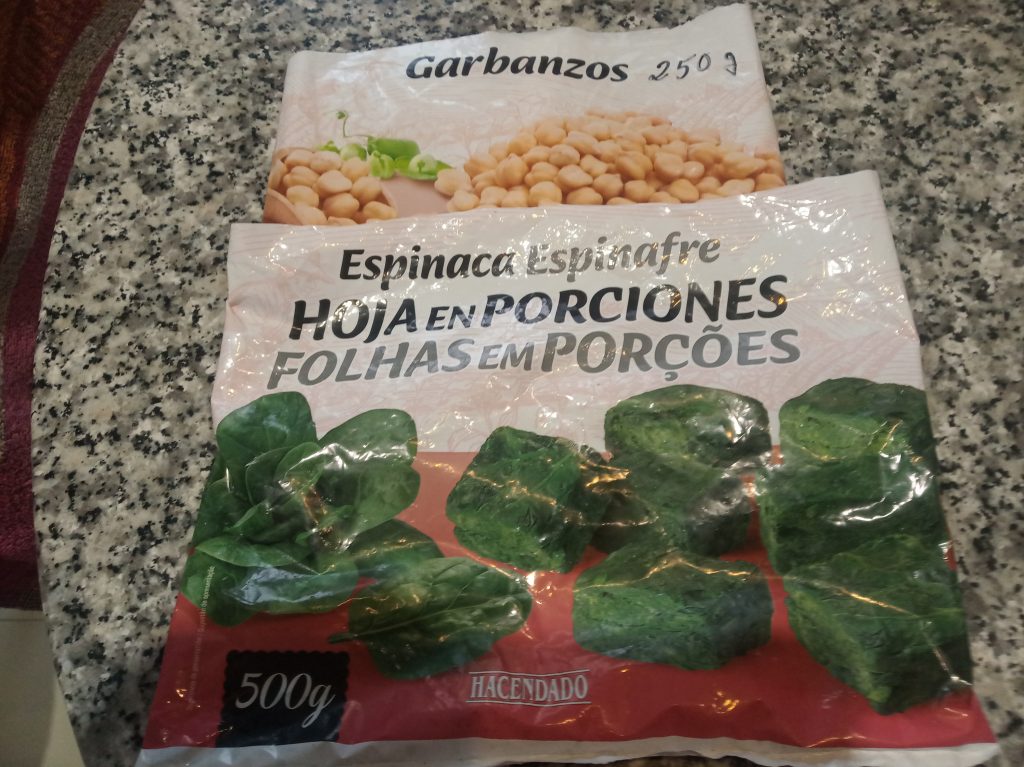 Garbanzos 250 g
Espinaca Espinafre
HOJA EN PORCIONES
FOLHAS EM PORÇÕES
500g
HACENDADO